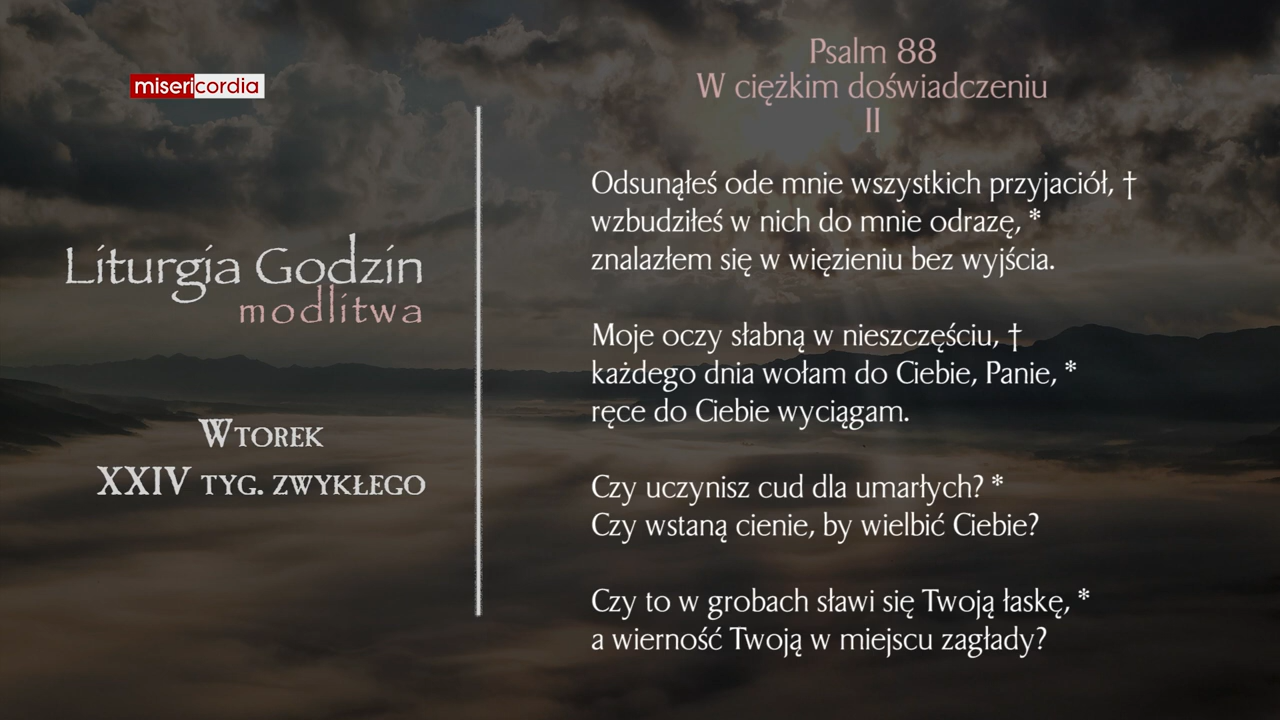 misericordia
Liturgia Godzin
modlitwa
Wtorek
XXIV tyg. zwykłego
Psalm 88
W ciężkim doświadczeniu
II
Odsunąłeś ode mnie wszystkich przyjaciół, †
wzbudziłeś w nich do mnie odrazę, *
znalazłem się w więzieniu bez wyjścia.
Moje oczy słabną w nieszczęściu, †
każdego dnia wołam do Ciebie, Panie, *
ręce do Ciebie wyciągam.
Czy uczynisz cud dla umarłych? *
Czy wstaną cienie, by wielbić Ciebie?
Czy to w grobach sławi się Twoją łaskę, *
a wierność Twoją w miejscu zagłady?